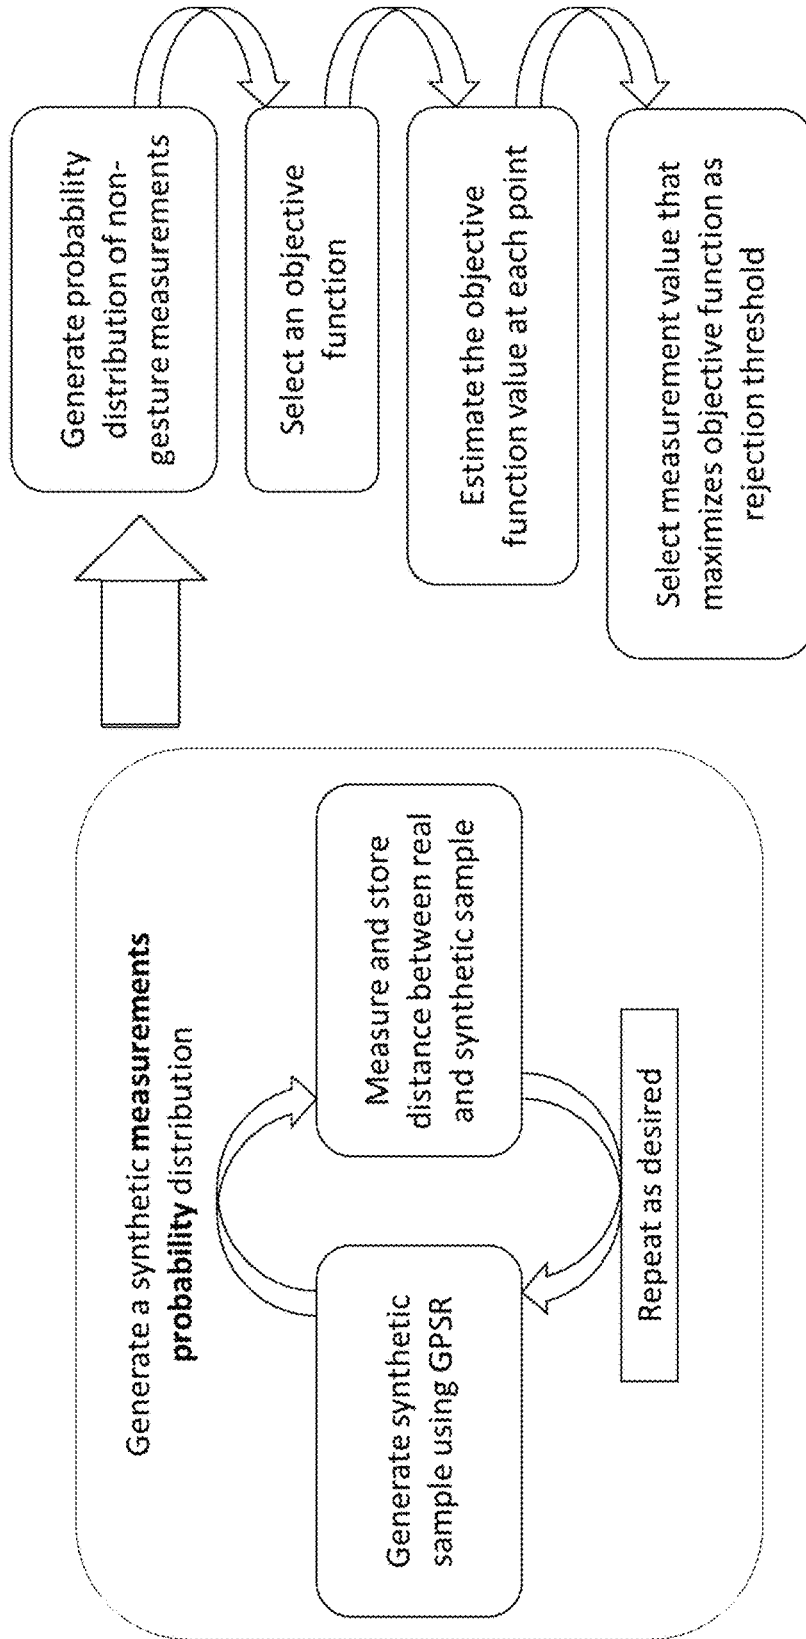 Generate a synthetic measurements
probability distribution
Generate synthetic
sample using GPSR
Measure and store
distance between real
and synthetic sample
Repeat as desired
Generate probability
distribution of non-
gesture measurements
Select an objective
function
Estimate the objective
function value at each point
Select measurement value that
maximizes objective function as
rejection threshold